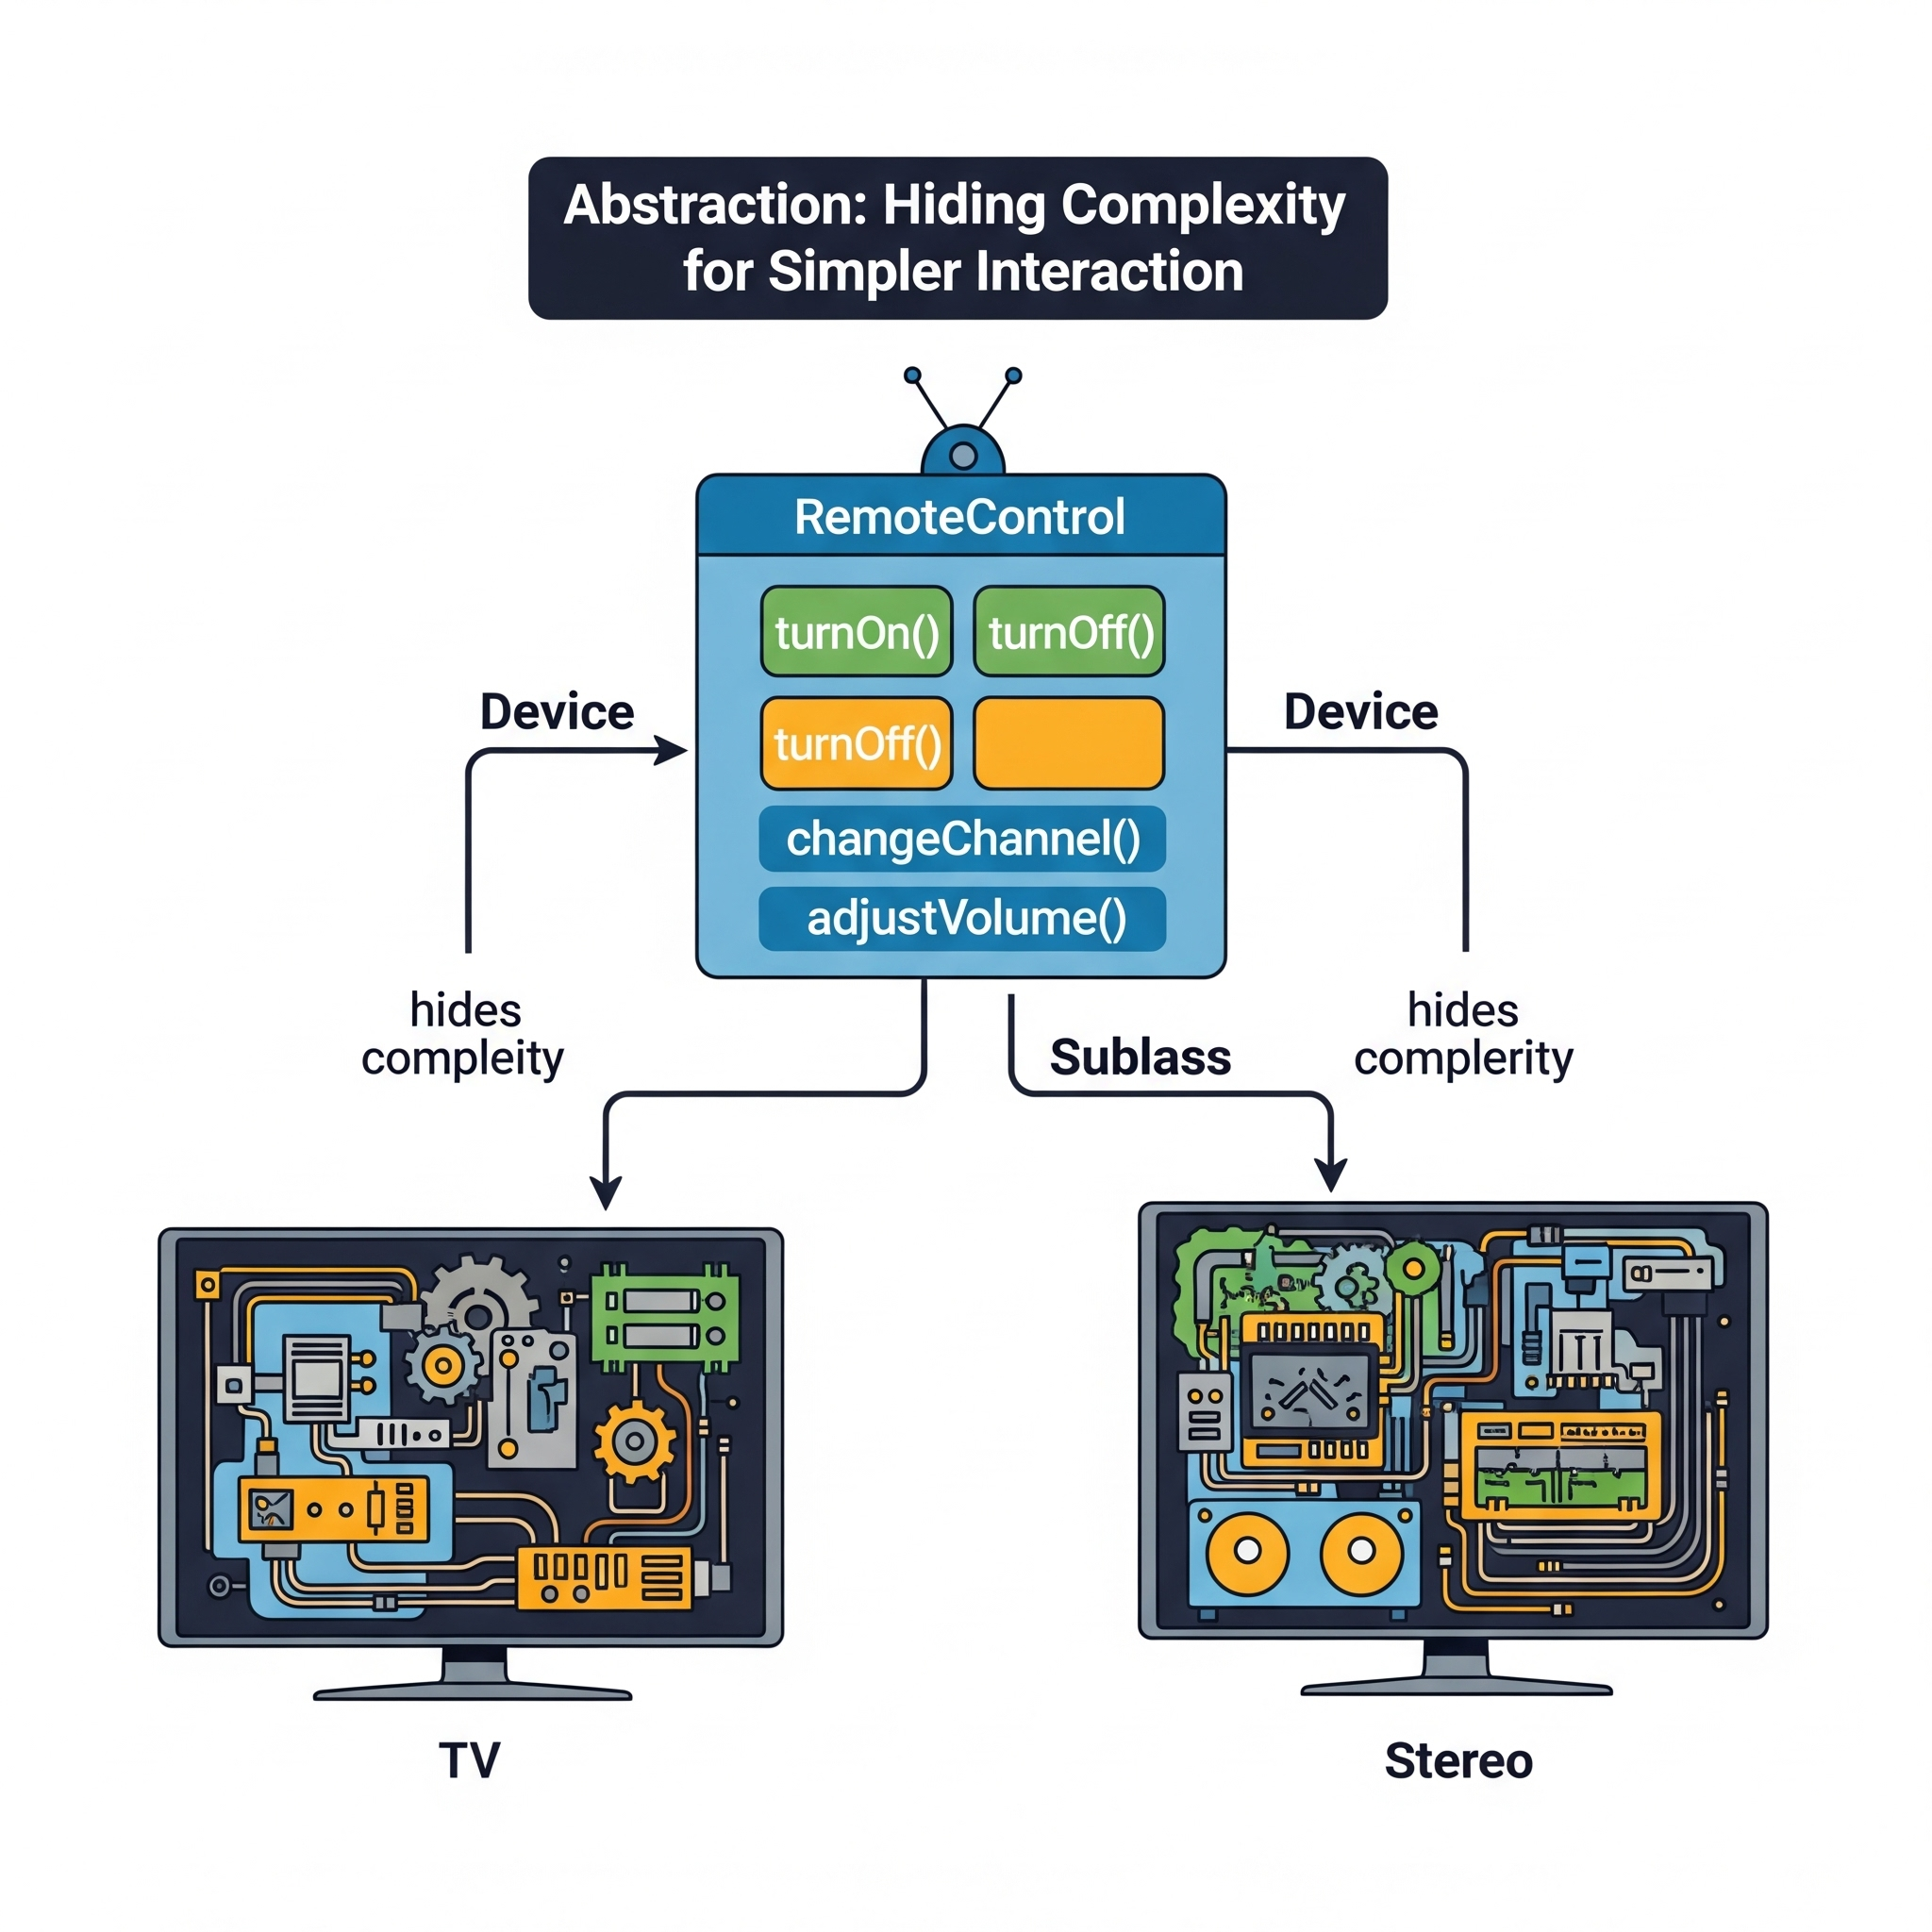 Abstraction: Hiding Complexity
for Simpler Interaction
RemoteControl
turnOn() turnOff()
Device
Device
turnOff()
changeChannel()
adjustVolume()
hides
compleity
hides
complerity
Sublass
TV
Stereo